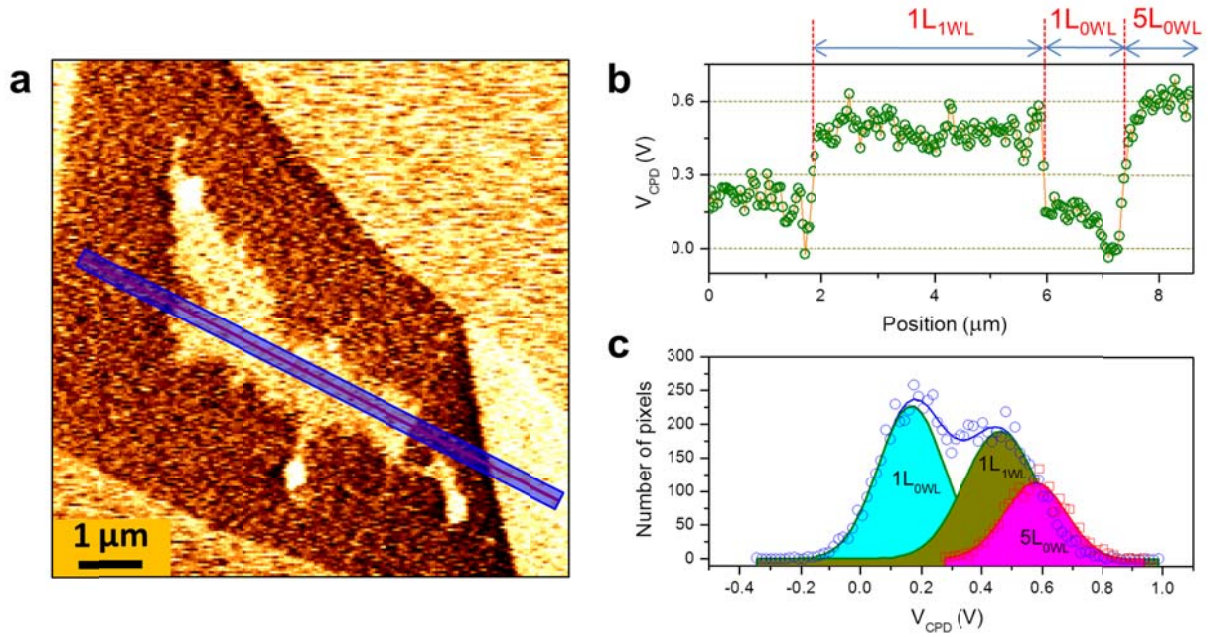 a
1 µm
b
1L1WL 1L0WL 5L0WL
VCPD (V)
0.6
0.3
0.0
0 2 4 6 8
Position (µm)
c
Number of pixels
300
250
200
150
100
50
0
1L0WL
1L1WL
5L0WL
-0.4 -0.2 0.0 0.2 0.4 0.6 0.8 1.0
VCPD (V)